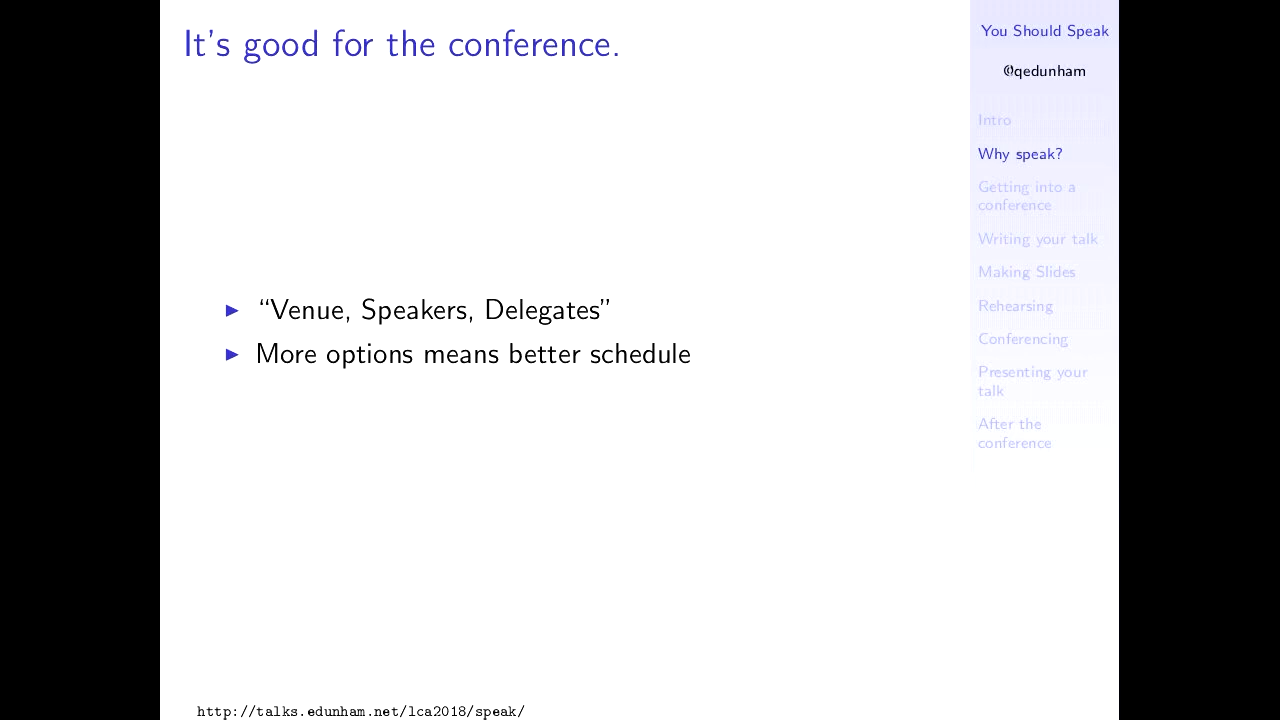 It's good for the conference.
“Venue, Speakers, Delegates”
More options means better schedule
http://talks.edunham.net/lca2018/speak/
You Should Speak
@qedunham
Intro
Why speak?
Getting into a
conference
Writing your talk
Making Slides
Rehearsing
Conferencing
Presenting your
talk
After the
conference